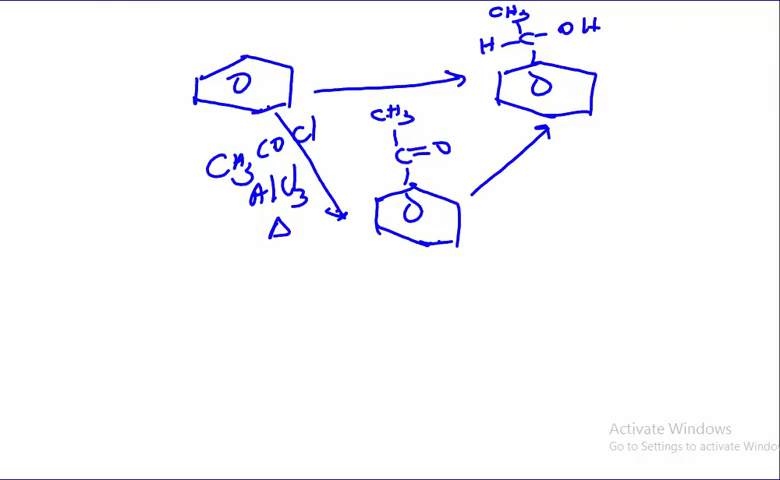 CH3
H - C - OH
CH3
C=O
CH3COCl
AlCl3
Δ
Activate Windows
Go to Settings to activate Windo